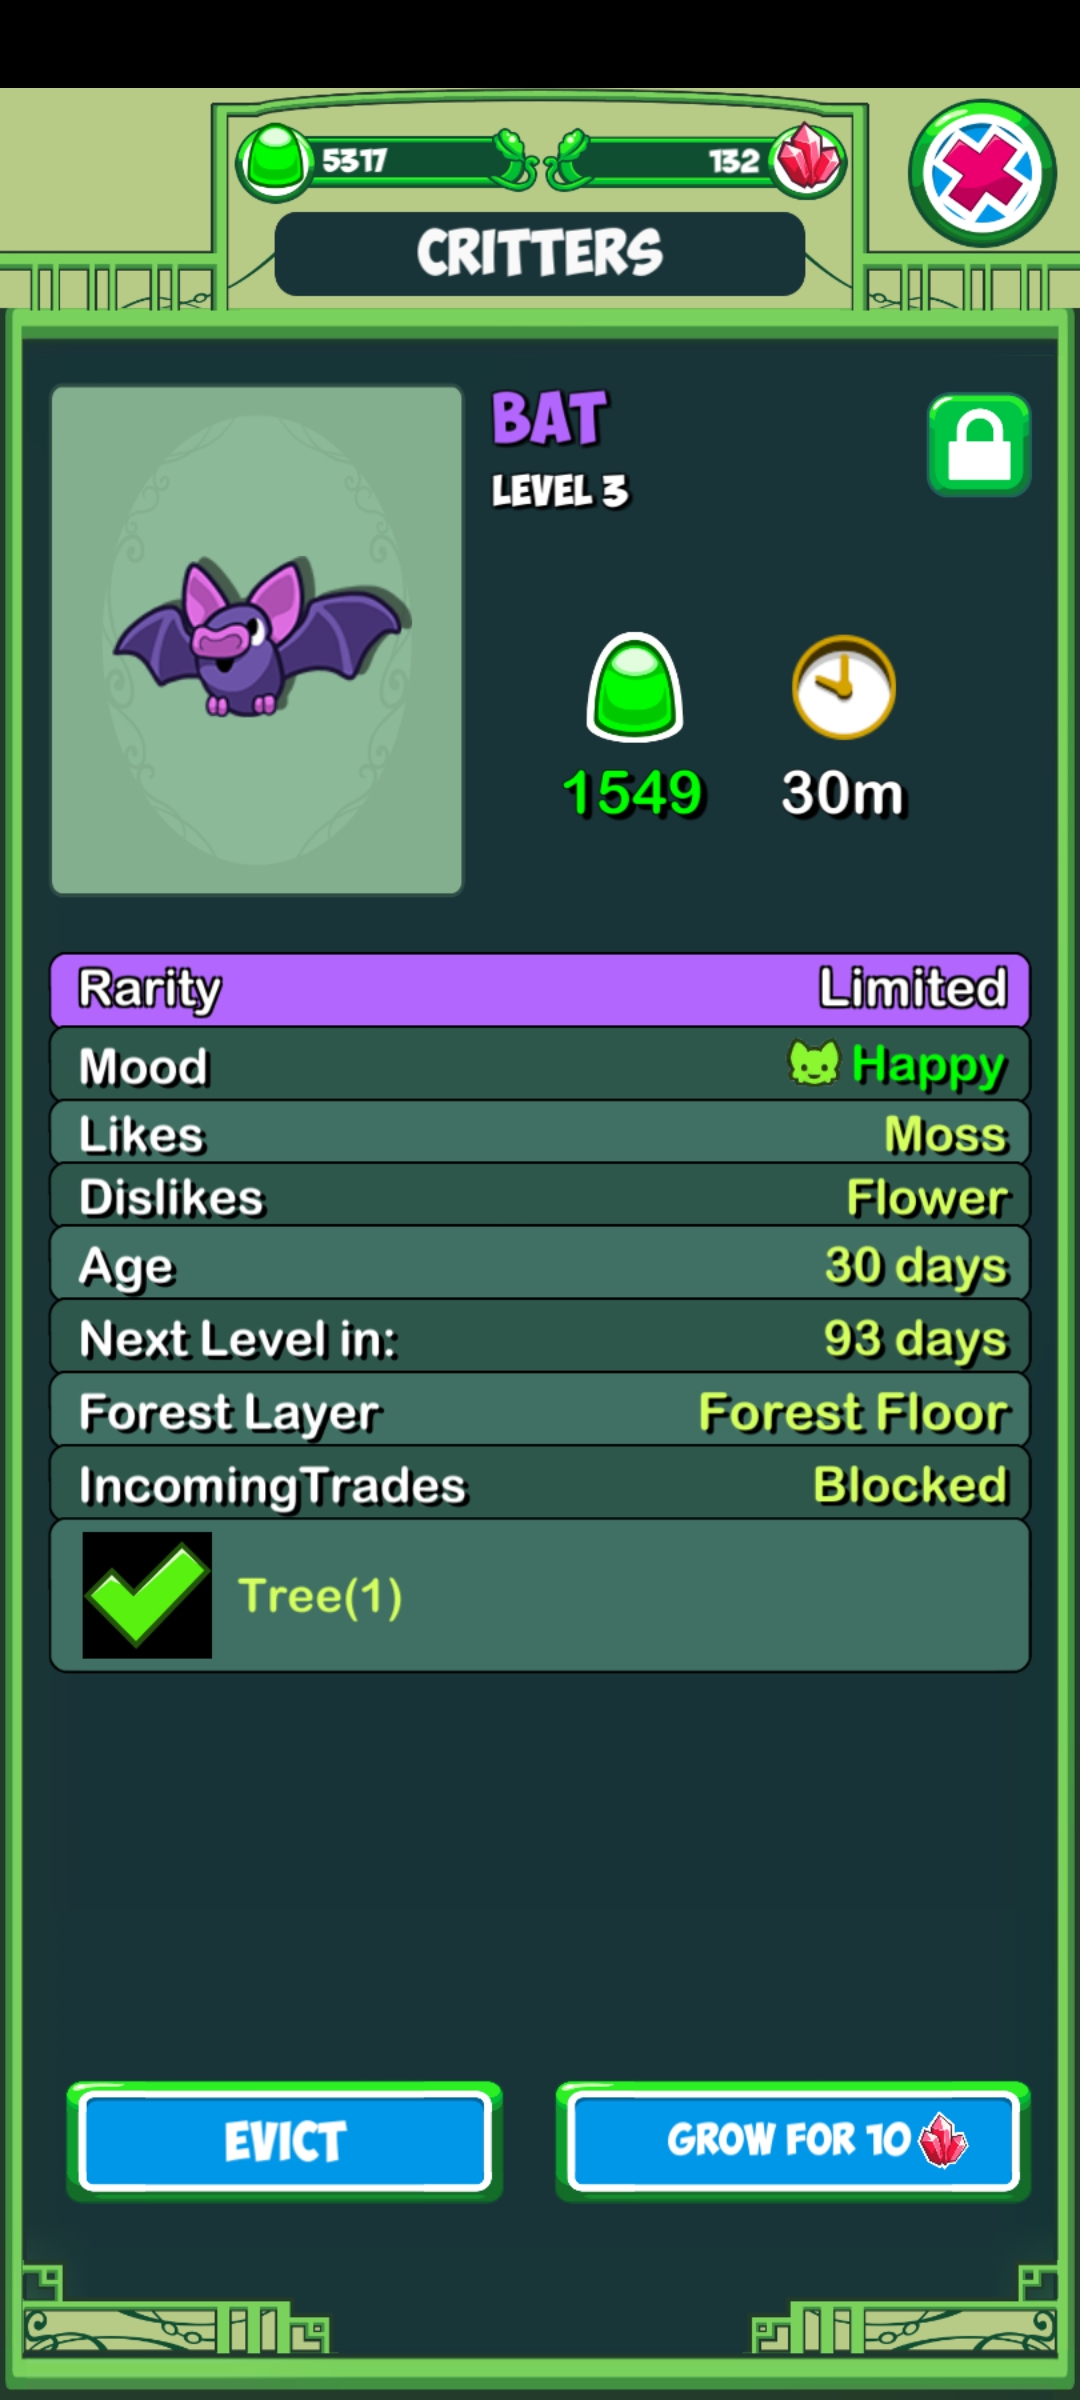 5317
132
CRITTERS
BAT
LEVEL 3
1549
30m
Rarity Limited
Mood Happy
Likes Moss
Dislikes Flower
Age 30 days
Next Level in: 93 days
Forest Layer Forest Floor
IncomingTrades Blocked
Tree(1)
EVICT
GROW FOR 10